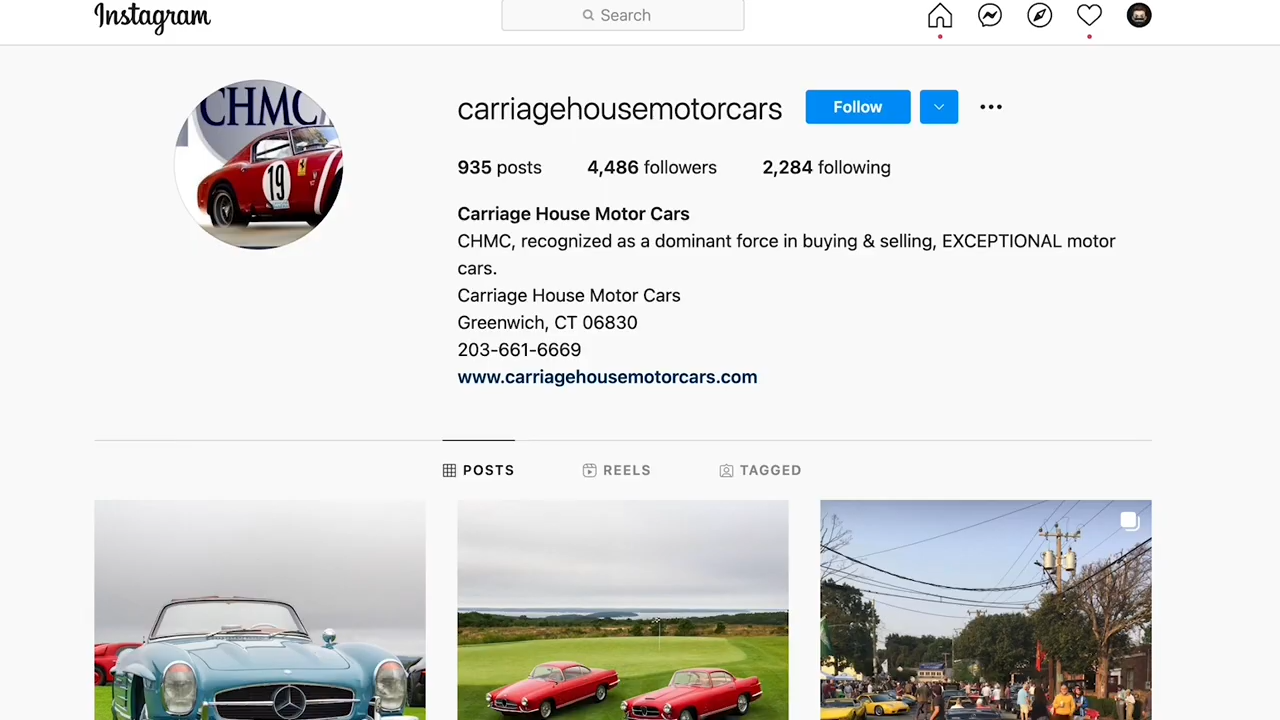 Instagram
Search
CHMC
19
carriagehousemotorcars
Follow
935 posts 4,486 followers 2,284 following
Carriage House Motor Cars
CHMC, recognized as a dominant force in buying & selling, EXCEPTIONAL motor
cars.
Carriage House Motor Cars
Greenwich, CT 06830
203-661-6669
www.carriagehousemotorcars.com
POSTS REELS TAGGED